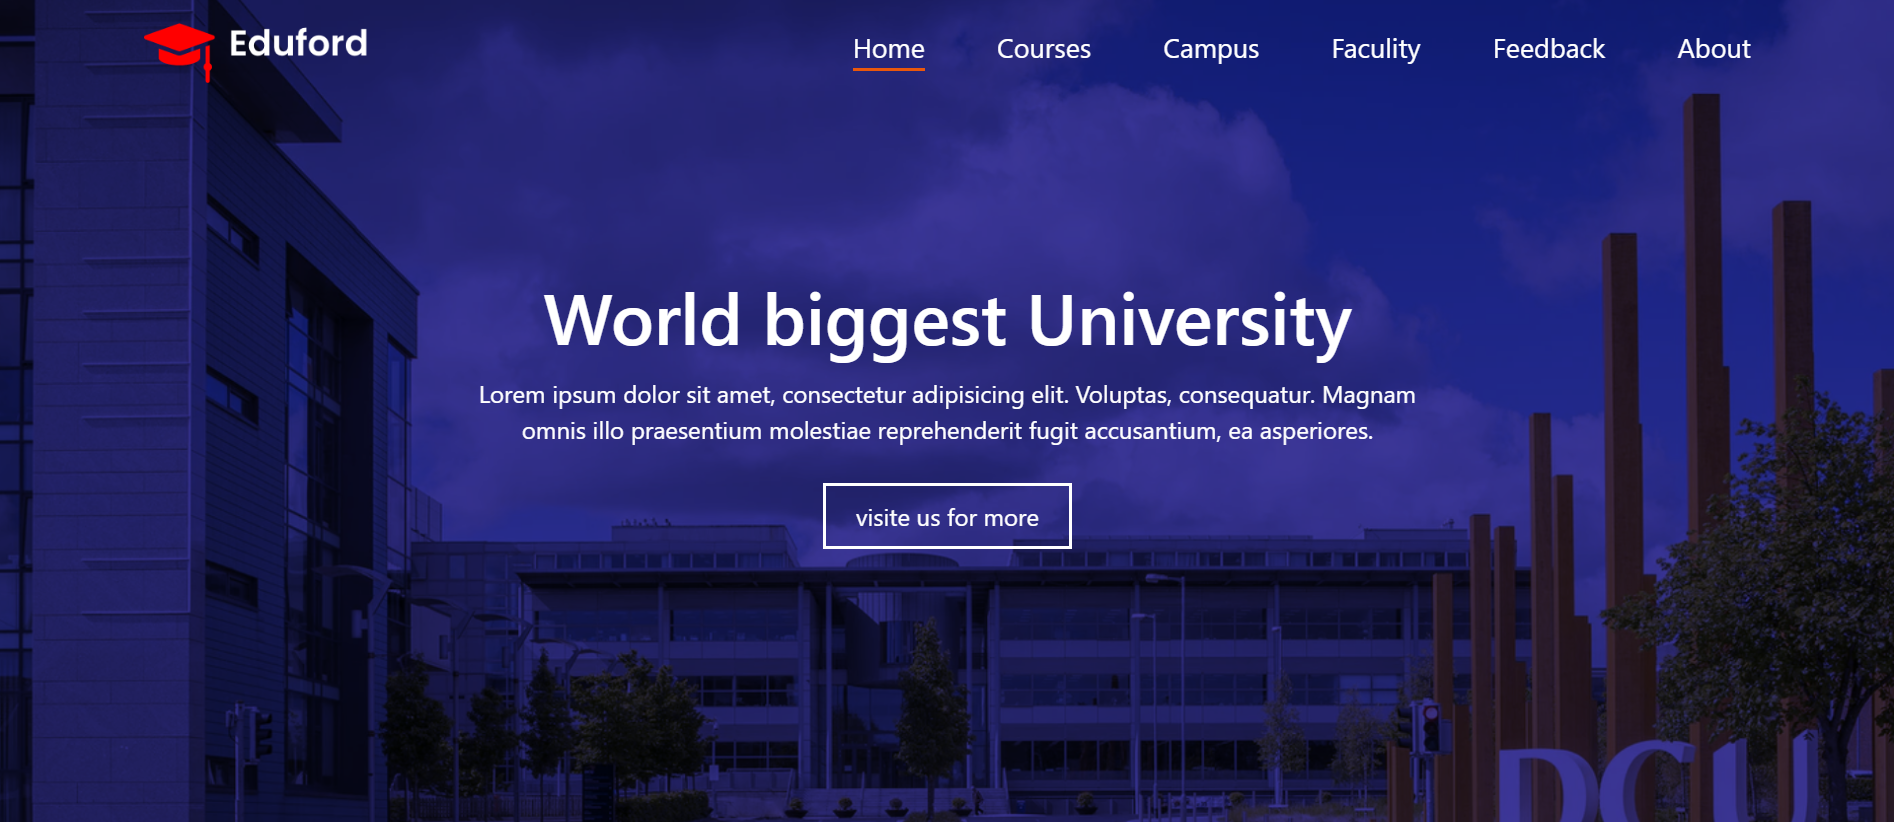 Eduford
Home Courses Campus Faculty Feedback About
World biggest University
Lorem ipsum dolor sit amet, consectetur adipisicing elit. Voluptas, consequatur. Magnam
omnis illo praesentium molestiae reprehenderit fugit accusantium, ea asperiores.
visite us for more
DCU